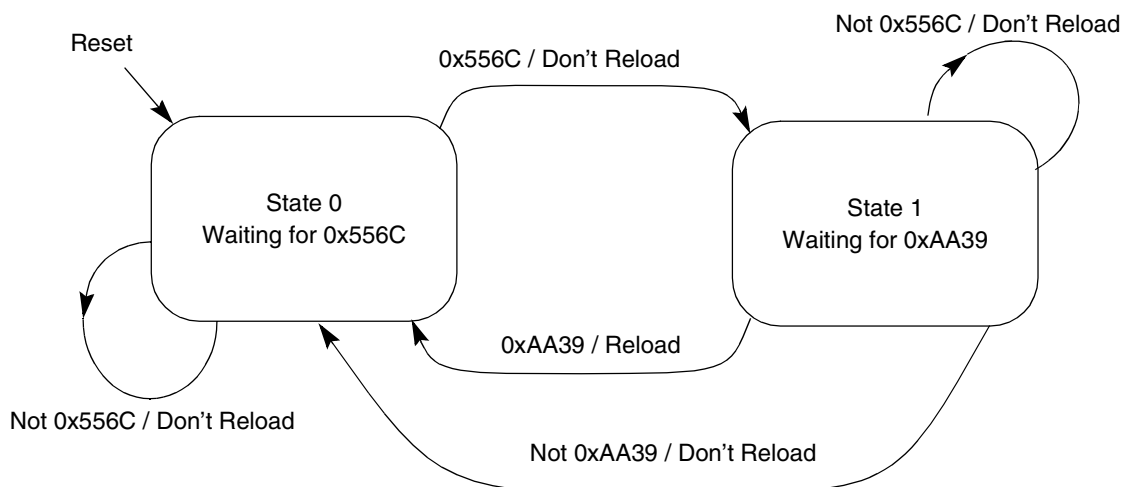 Not 0x556C / Don't Reload
Reset
0x556C / Don't Reload
State 0
Waiting for 0x556C
State 1
Waiting for 0xAA39
0xAA39 / Reload
Not 0x556C / Don't Reload
Not 0xAA39 / Don't Reload